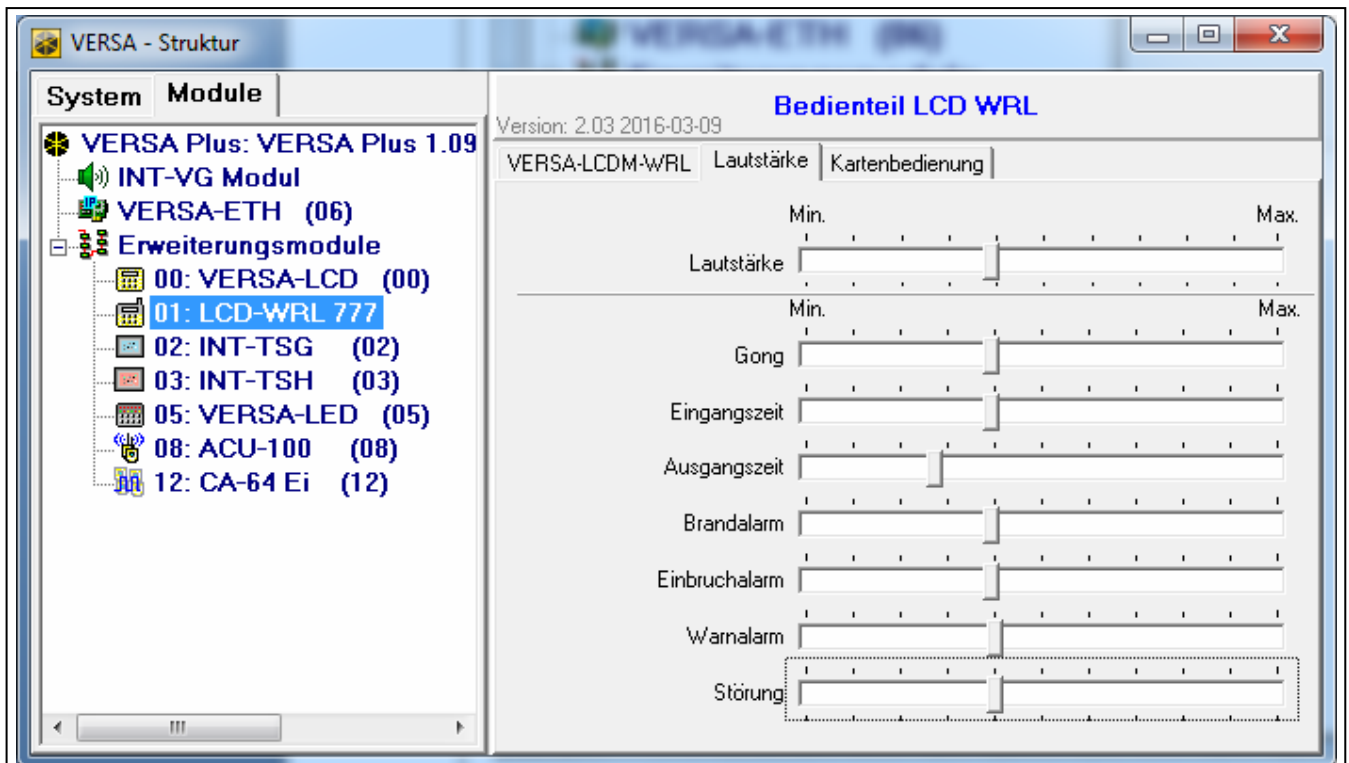 VERSA - Struktur
VERSA-ETH (06)
System Module
VERSA Plus: VERSA Plus 1.09
INT-VG Modul
VERSA-ETH (06)
Erweiterungsmodule
00: VERSA-LCD (00)
01: LCD-WRL 777
02: INT-TSG (02)
03: INT-TSH (03)
05: VERSA-LED (05)
08: ACU-100 (08)
12: CA-64 Ei (12)
Bedienteil LCD WRL
Version: 2.03 2016-03-09
VERSA-LCDM-WRL Lautstärke Kartenbedienung
Min. Max.
Lautstärke
Min. Max.
Gong
Eingangszeit
Ausgangszeit
Brandalarm
Einbruchalarm
Warnalarm
Störung